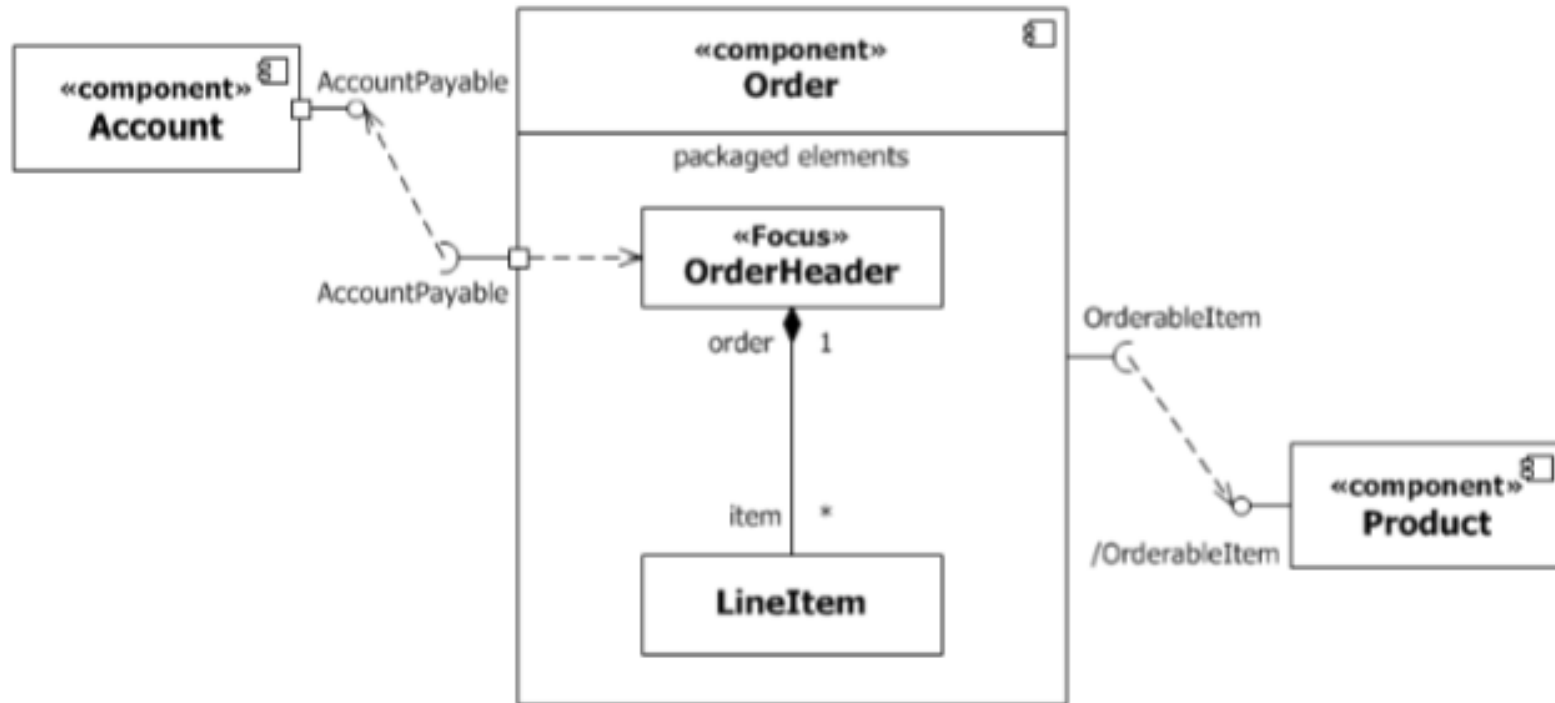 «component»
Account
AccountPayable
AccountPayable
«component»
Order
packaged elements
«Focus»
OrderHeader
order 1
item *
LineItem
OrderableItem
/OrderableItem
«component»
Product